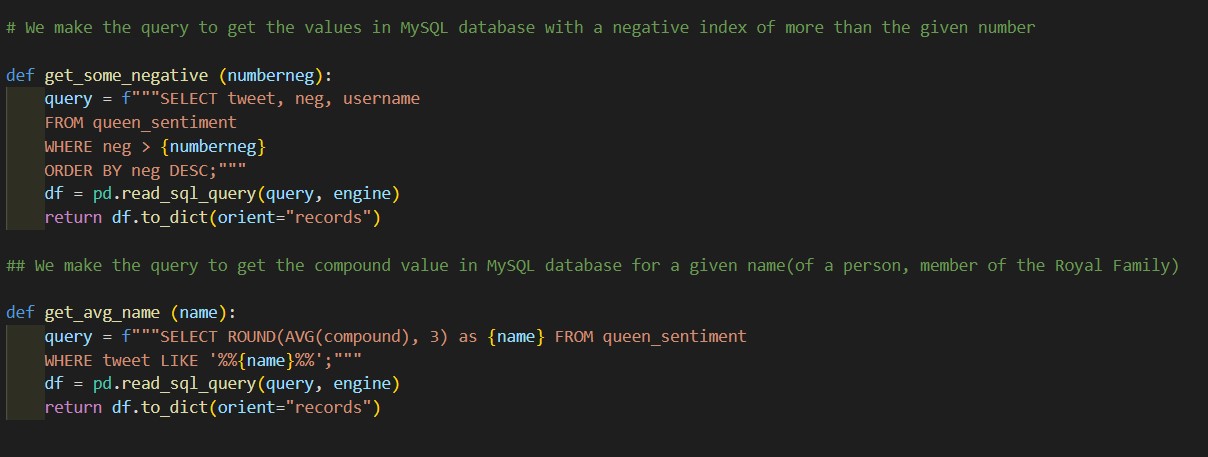 # We make the query to get the values in MySQL database with a negative index of more than the given number
def get_some_negative (numberneg):
    query = f"""SELECT tweet, neg, username
    FROM queen_sentiment
    WHERE neg > {numberneg}
    ORDER BY neg DESC;"""
    df = pd.read_sql_query(query, engine)
    return df.to_dict(orient="records")
## We make the query to get the compound value in MySQL database for a given name(of a person, member of the Royal Family)
def get_avg_name (name):
    query = f"""SELECT ROUND(AVG(compound), 3) as {name} FROM queen_sentiment
    WHERE tweet LIKE '%%{name}%%';"""
    df = pd.read_sql_query(query, engine)
    return df.to_dict(orient="records")